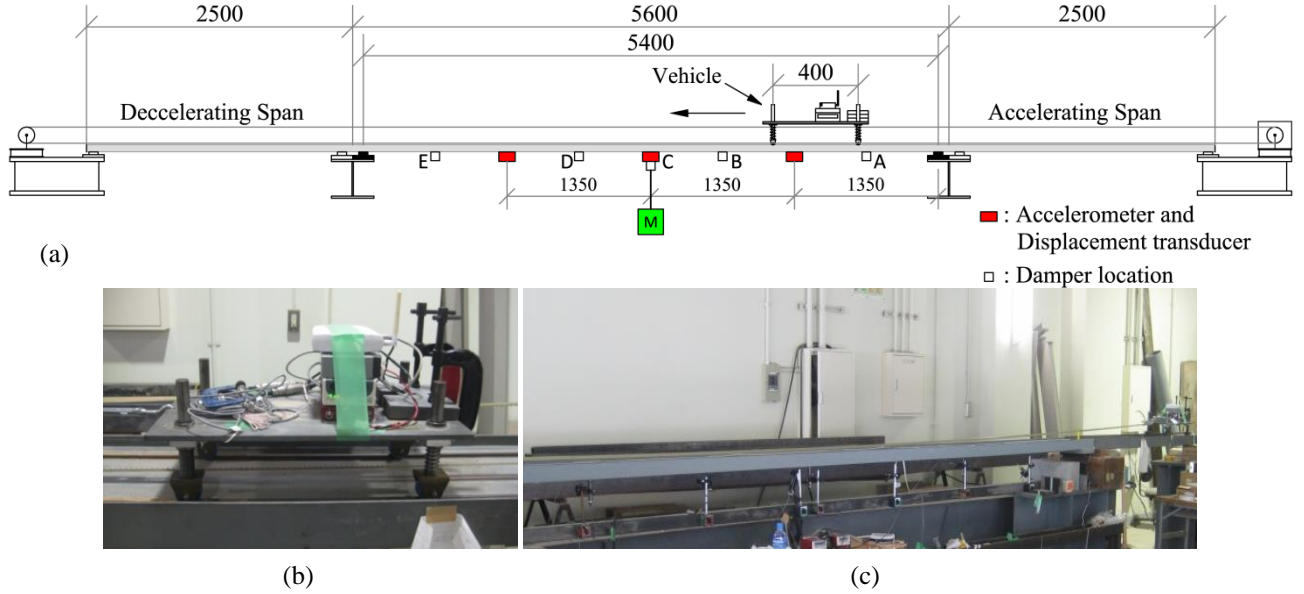 2500
5600
2500
5400
Vehicle
400
Deccelerating Span
Accelerating Span
E
D
C
B
A
1350
1350
1350
M
: Accelerometer and
Displacement transducer
: Damper location
(a)
(b)
(c)